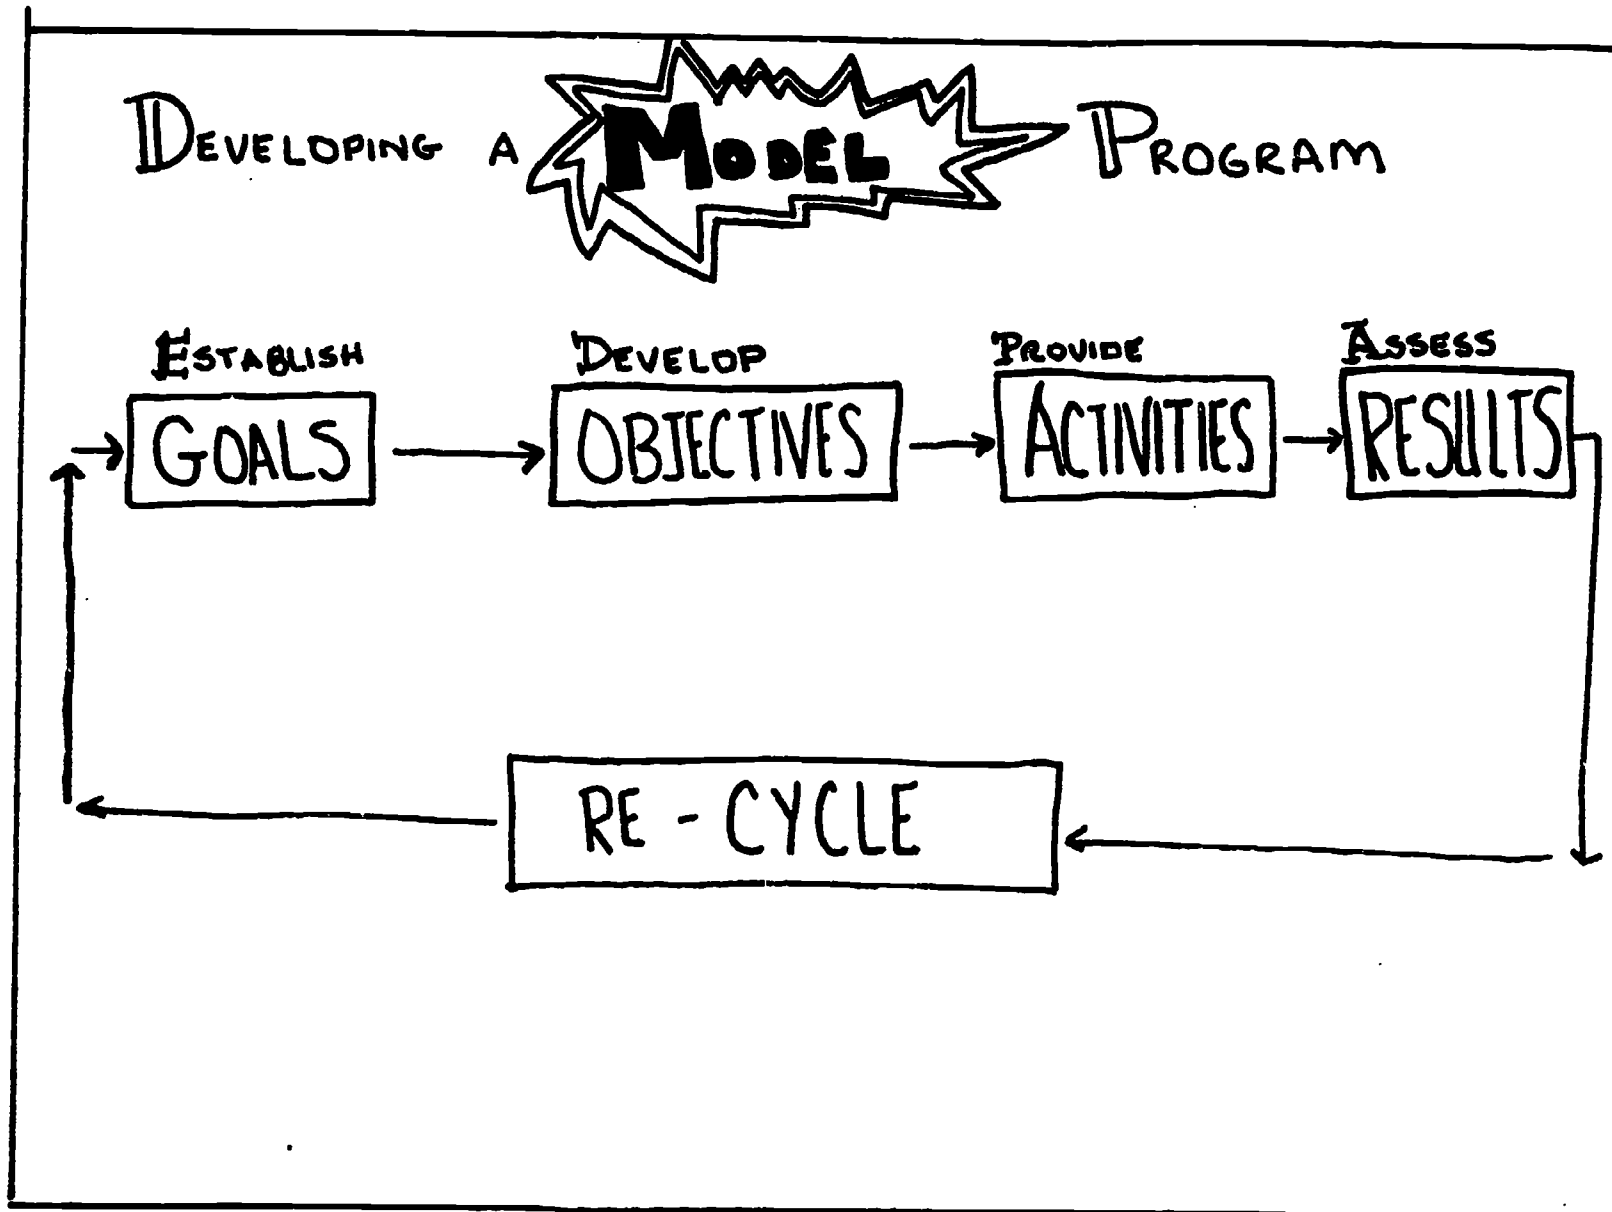 DEVELOPING A MODEL PROGRAM
ESTABLISH
GOALS
DEVELOP
OBJECTIVES
PROVIDE
ACTIVITIES
ASSESS
RESULTS
RE - CYCLE